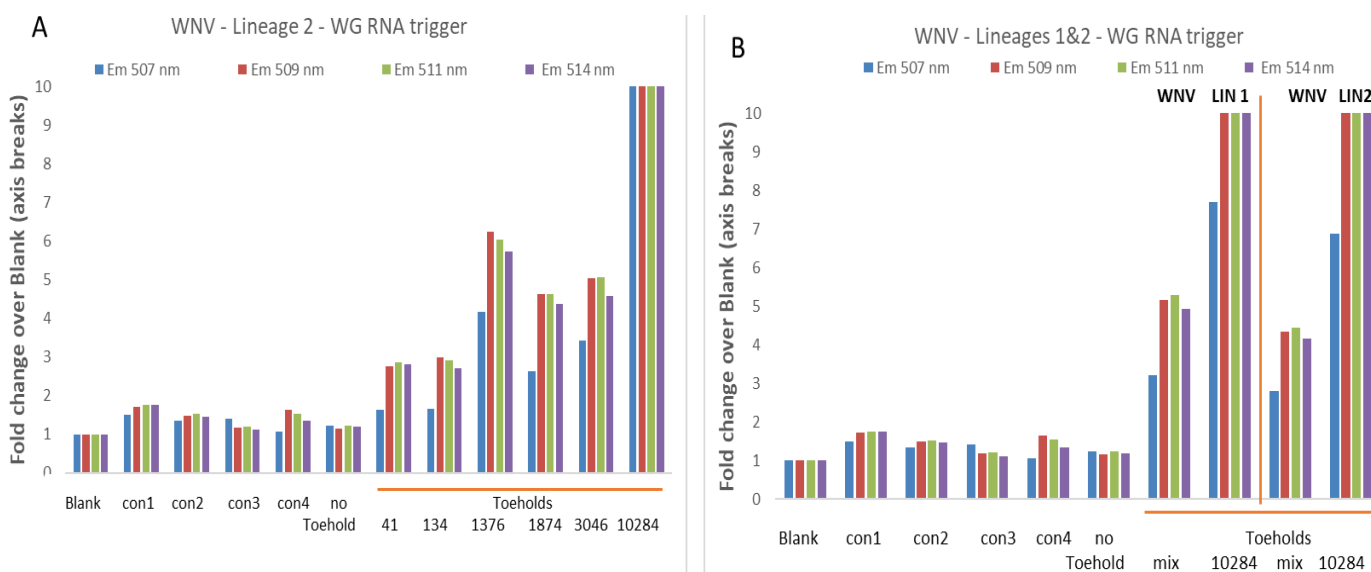 A
WNV - Lineage 2 - WG RNA trigger
Em 507 nm Em 509 nm Em 511 nm Em 514 nm
Fold change over Blank (axis breaks)
10
9
8
7
6
5
4
3
2
1
0
Blank con1 con2 con3 con4 no Toeholds
Toehold 41 134 1376 1874 3046 10284
B
WNV - Lineages 1&2 - WG RNA trigger
Em 507 nm Em 509 nm Em 511 nm Em 514 nm
WNV LIN 1 WNV LIN2
Fold change over Blank (axis breaks)
10
9
8
7
6
5
4
3
2
1
0
Blank con1 con2 con3 con4 no Toeholds
Toehold mix 10284 mix 10284